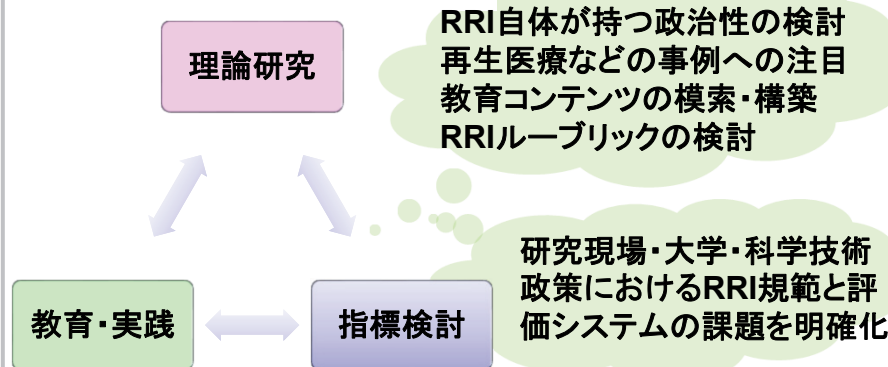 理論研究
RRI自体が持つ政治性の検討
再生医療などの事例への注目
教育コンテンツの模索・構築
RRIルーブリックの検討
教育・実践
指標検討
研究現場・大学・科学技術
政策におけるRRI規範と評
価システムの課題を明確化